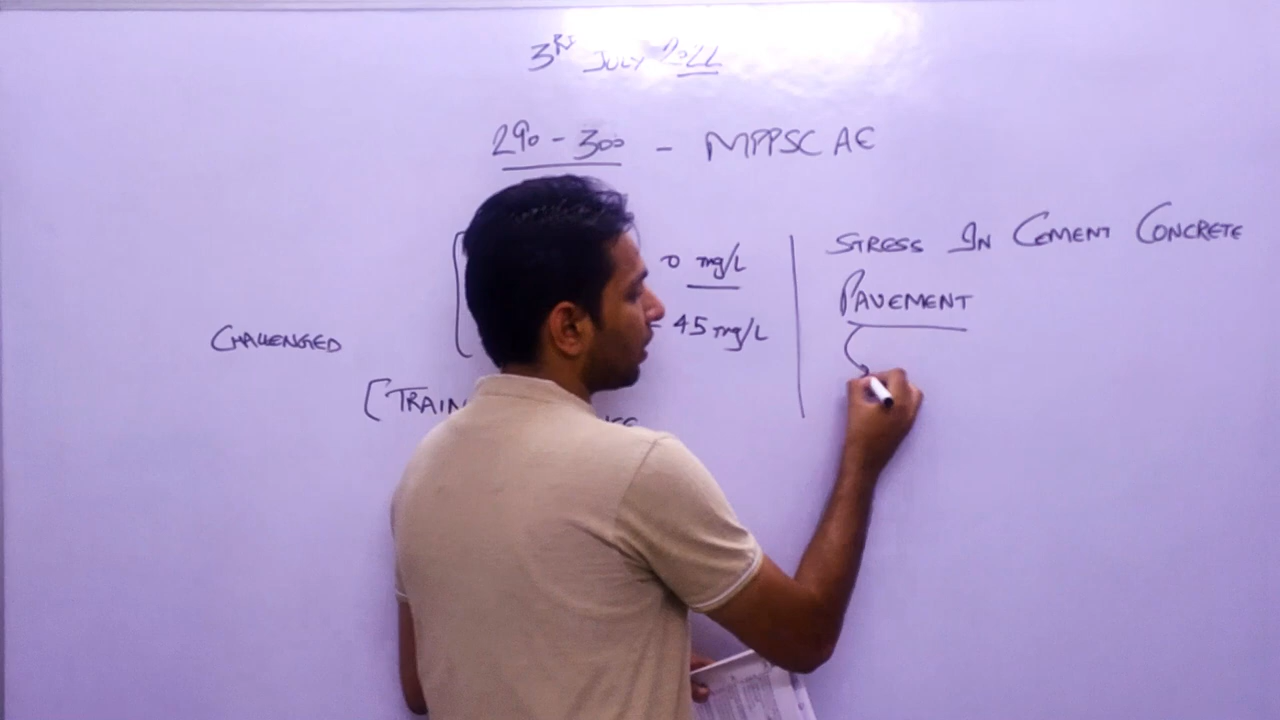 3RD JULY 2022
290 - 300 - MPPSC AE
0 mg/L
- 45 mg/L
CHALLENGED
[TRAIN
STRESS IN CEMENT CONCRETE
PAVEMENT